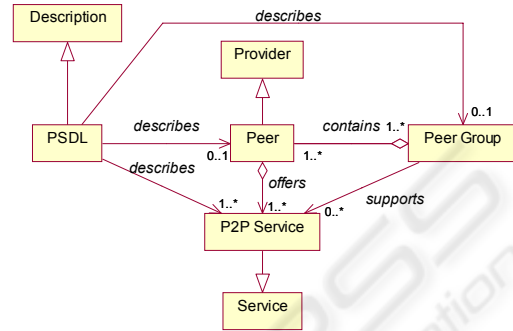 Description
describes
Provider
0..1
PSDL
describes
Peer
contains
1..*
Peer Group
0..1
1..*
describes
offers
supports
1..*
1..*
0..*
P2P Service
Service